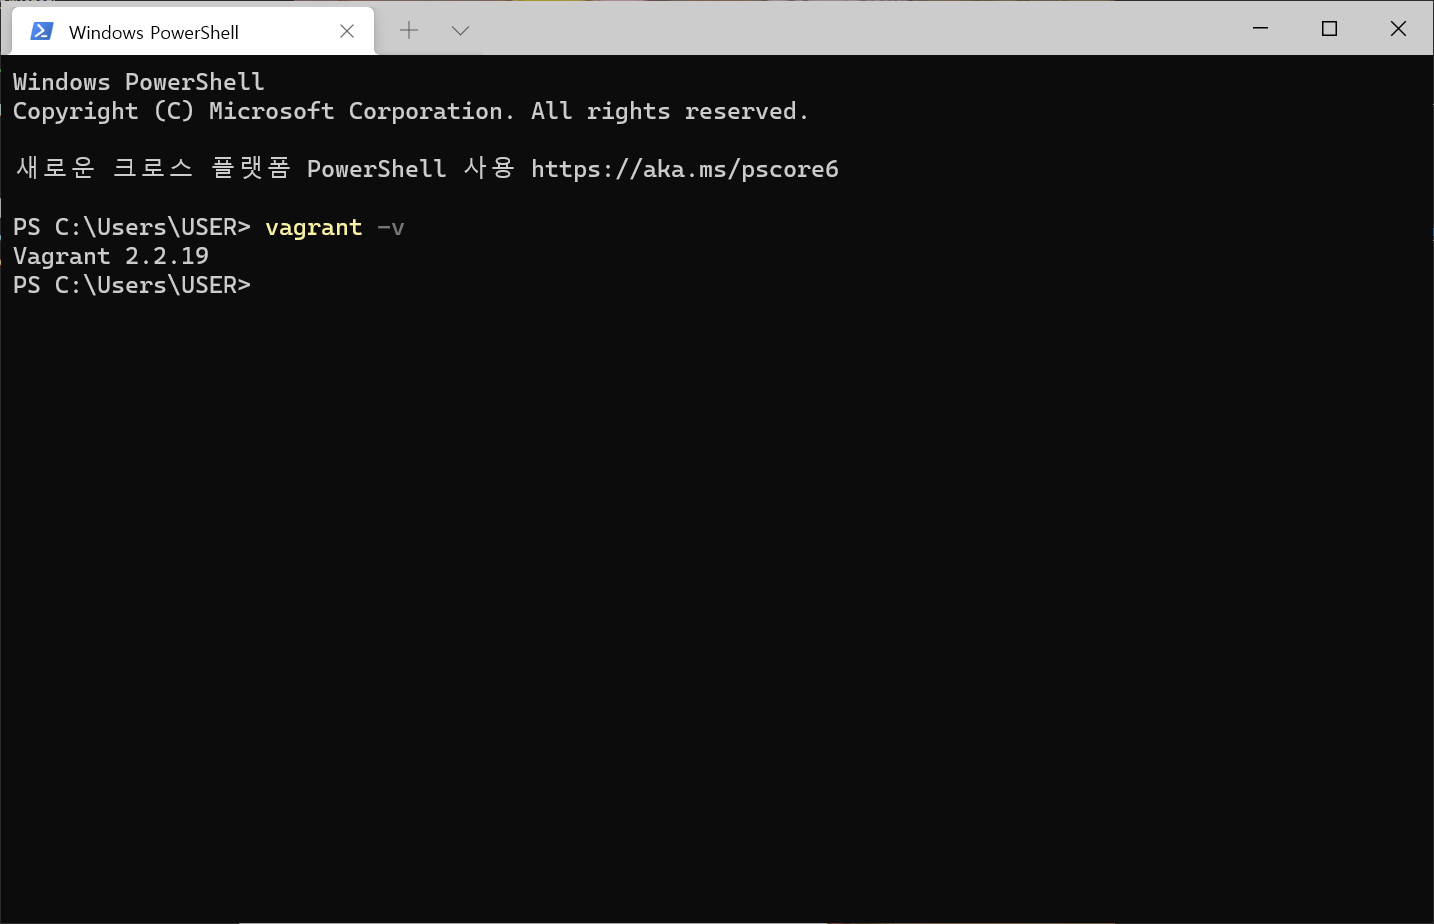 Windows PowerShell
Windows PowerShell
Copyright (C) Microsoft Corporation. All rights reserved.
새로운 크로스 플랫폼 PowerShell 사용 https://aka.ms/pscore6
PS C:\Users\USER> vagrant -v
Vagrant 2.2.19
PS C:\Users\USER>